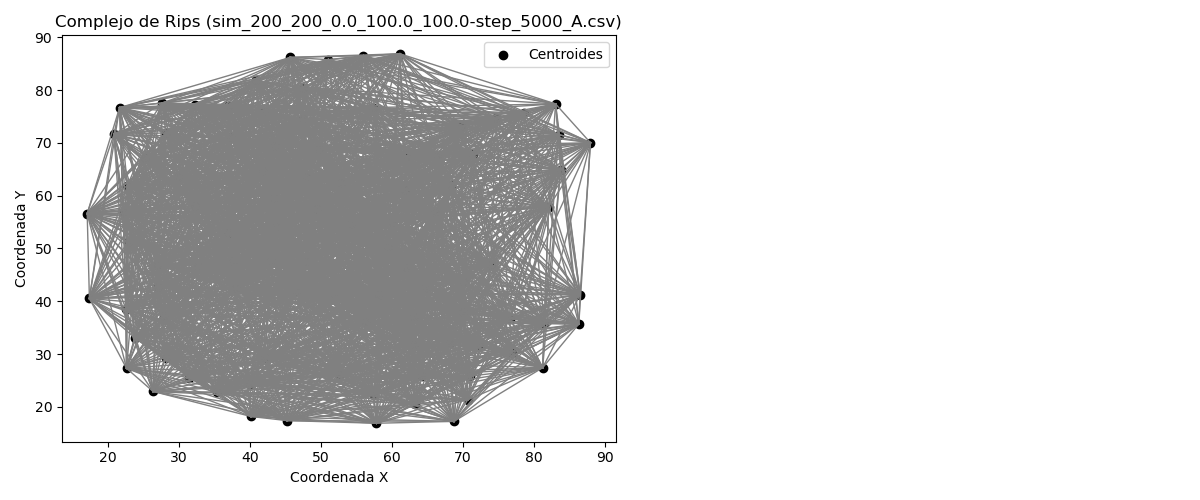 Complejo de Rips (sim_200_200_0.0_100.0_100.0-step_5000_A.csv)
Centroides
90
80
70
60
50
40
30
20
Coordenada Y
20 30 40 50 60 70 80 90
Coordenada X